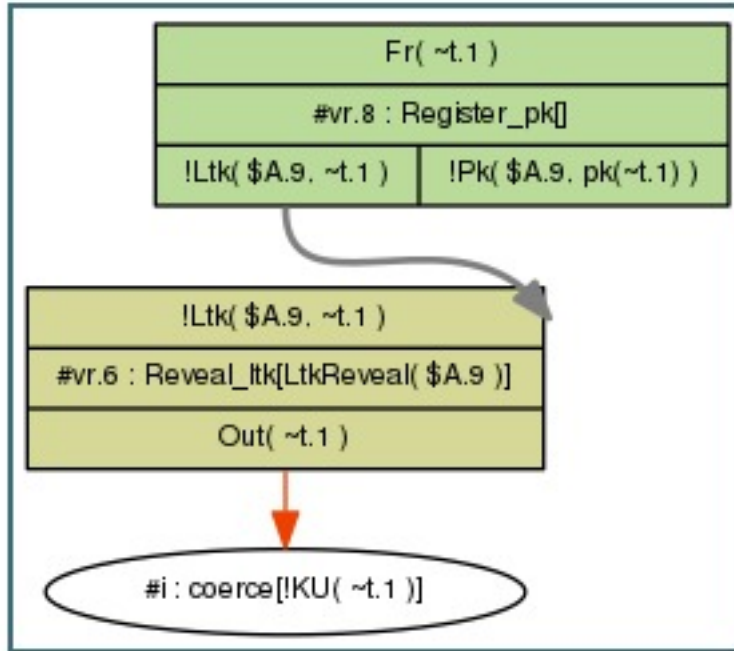 Fr( ~t.1 )
#vr.8 : Register_pk[]
!Ltk( $A.9. ~t.1 ) !Pk( $A.9. pk(~t.1) )
!Ltk( $A.9. ~t.1 )
#vr.6 : Reveal_ltk[LtkReveal( $A.9 )]
Out( ~t.1 )
#i : coerce[!KU( ~t.1 )]